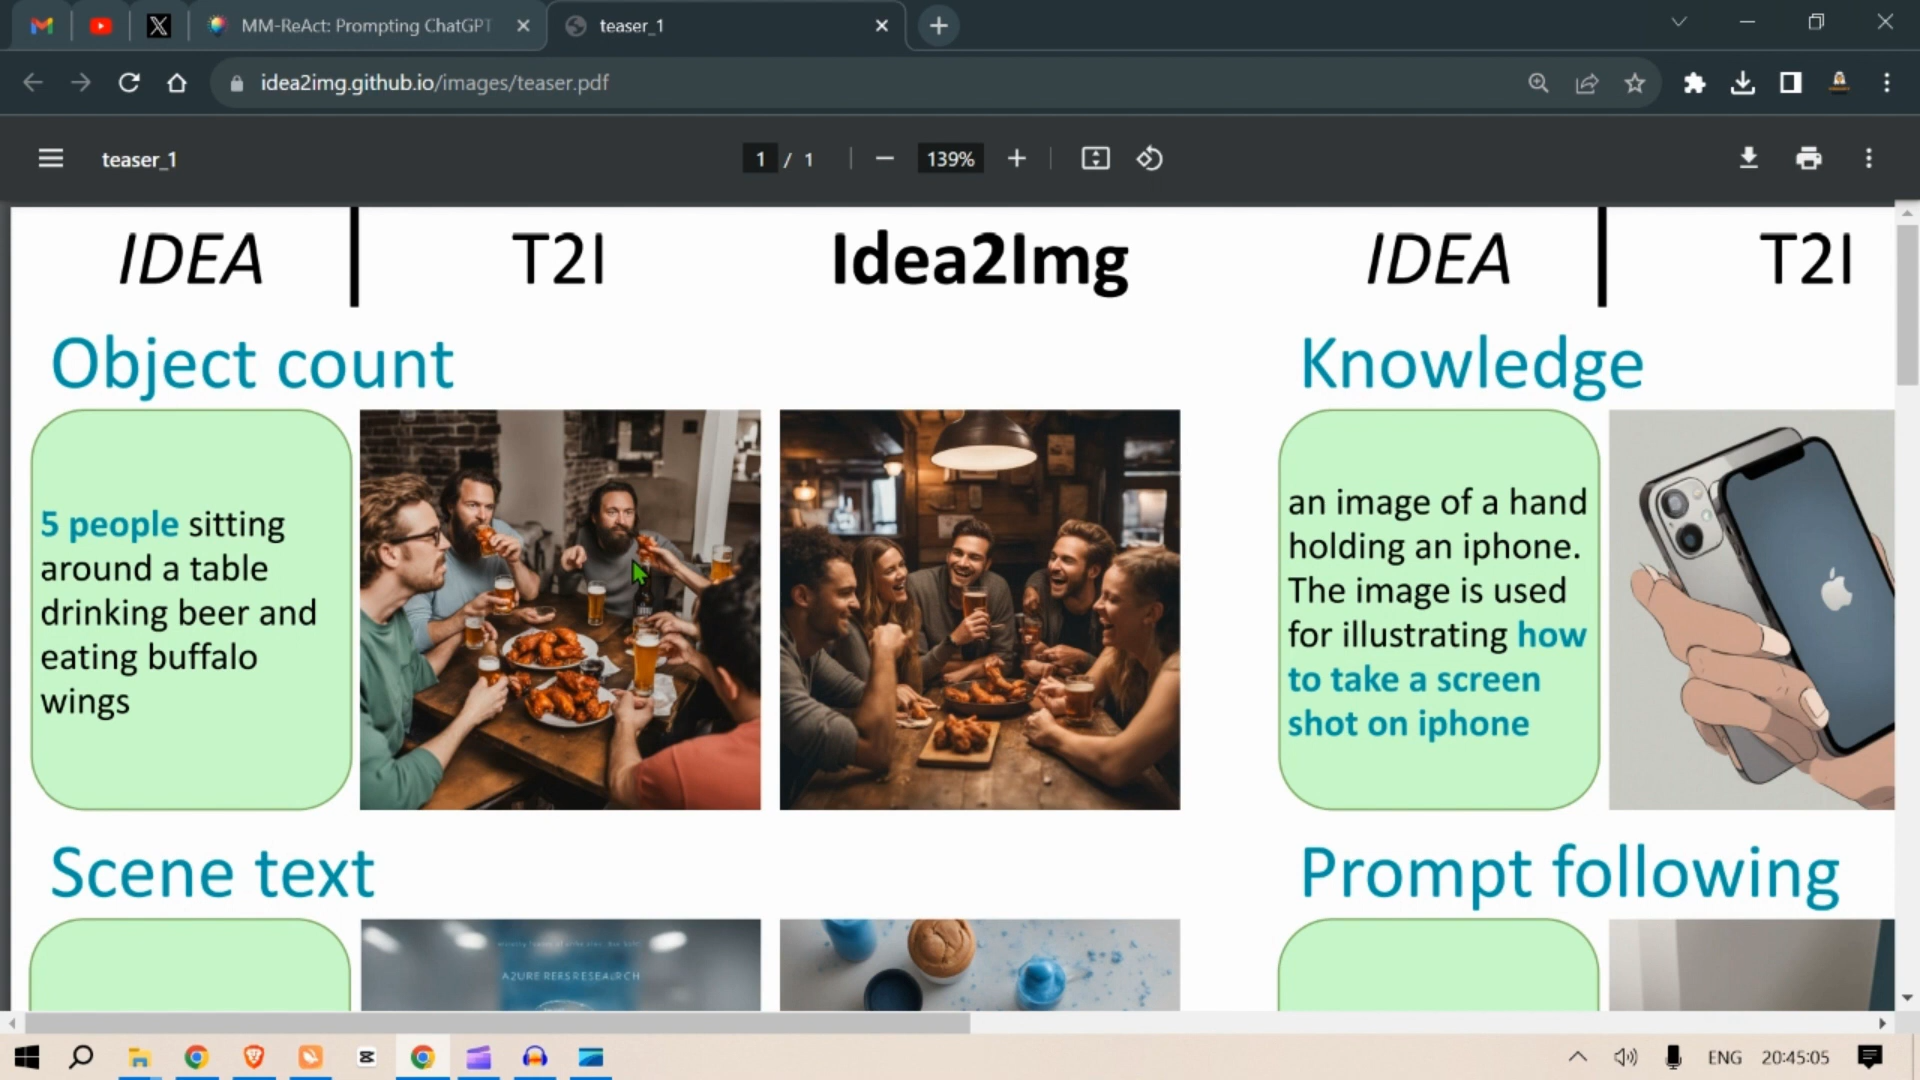 MM-ReAct: Prompting ChatGPT
teaser_1
idea2img.github.io/images/teaser.pdf
teaser_1
1 / 1
139%
IDEA
T2I
Idea2Img
IDEA
T2I
Object count
Knowledge
5 people sitting
around a table
drinking beer and
eating buffalo
wings
an image of a hand
holding an iphone.
The image is used
for illustrating how
to take a screen
shot on iphone
Scene text
Prompt following
AZURE RERSRESEALRCH
ENG
20:45:05